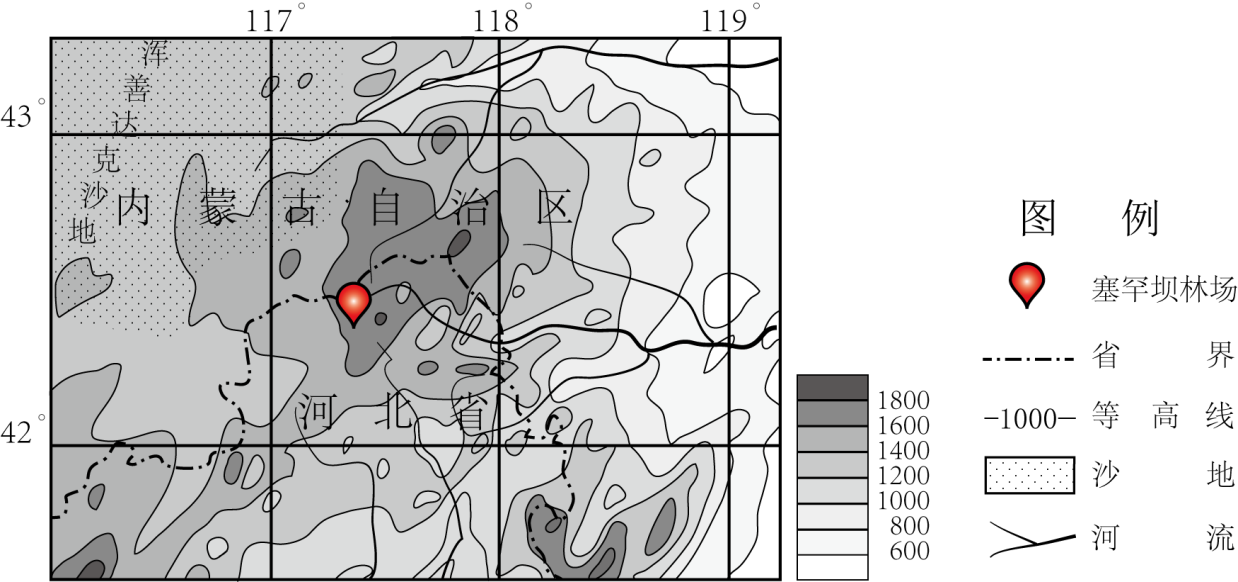 117° 118° 119°
43°
42°
浑善达克沙地
内蒙古自治区
河北省
1800
1600
1400
1200
1000
800
600
图例
塞罕坝林场
省界
-1000- 等高线
沙地
河流